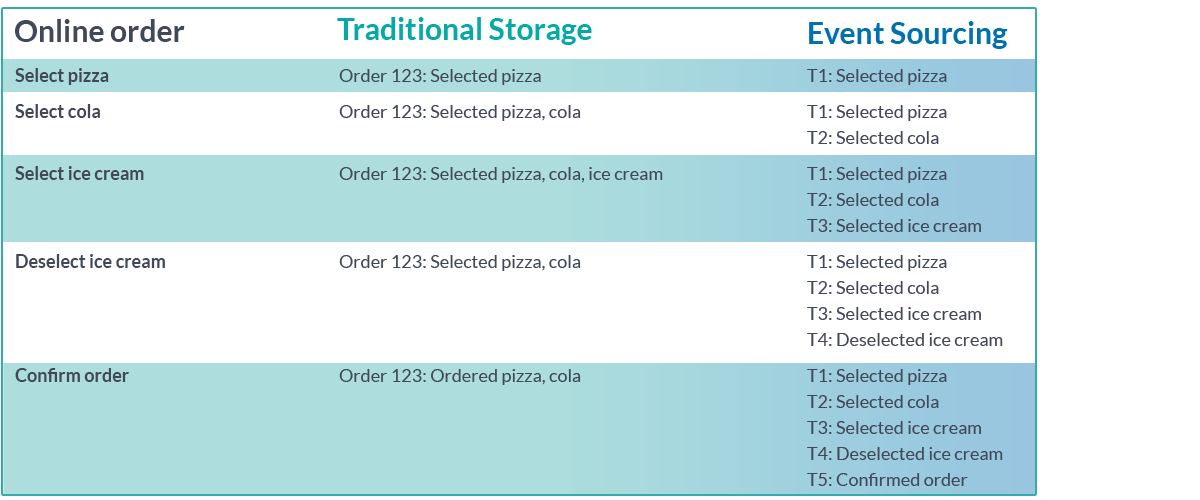 Online order Traditional Storage Event Sourcing
Select pizza Order 123: Selected pizza T1: Selected pizza
Select cola Order 123: Selected pizza, cola T1: Selected pizza
T2: Selected cola
Select ice cream Order 123: Selected pizza, cola, ice cream T1: Selected pizza
T2: Selected cola
T3: Selected ice cream
Deselect ice cream Order 123: Selected pizza, cola T1: Selected pizza
T2: Selected cola
T3: Selected ice cream
T4: Deselected ice cream
Confirm order Order 123: Ordered pizza, cola T1: Selected pizza
T2: Selected cola
T3: Selected ice cream
T4: Deselected ice cream
T5: Confirmed order